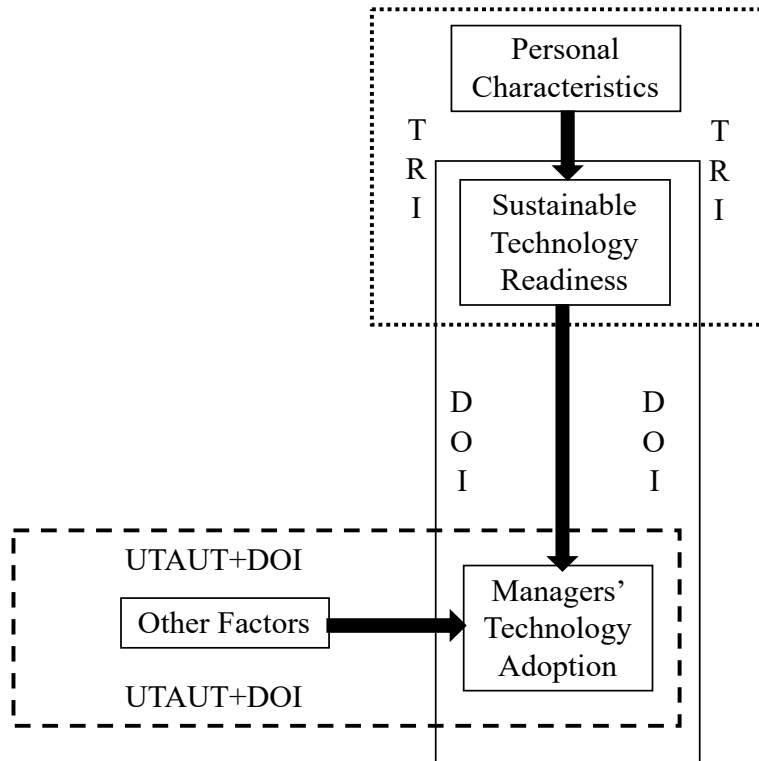 Personal
Characteristics
T
R
I
T
R
I
Sustainable
Technology
Readiness
D
O
I
D
O
I
UTAUT+DOI
Other Factors
UTAUT+DOI
Managers’
Technology
Adoption